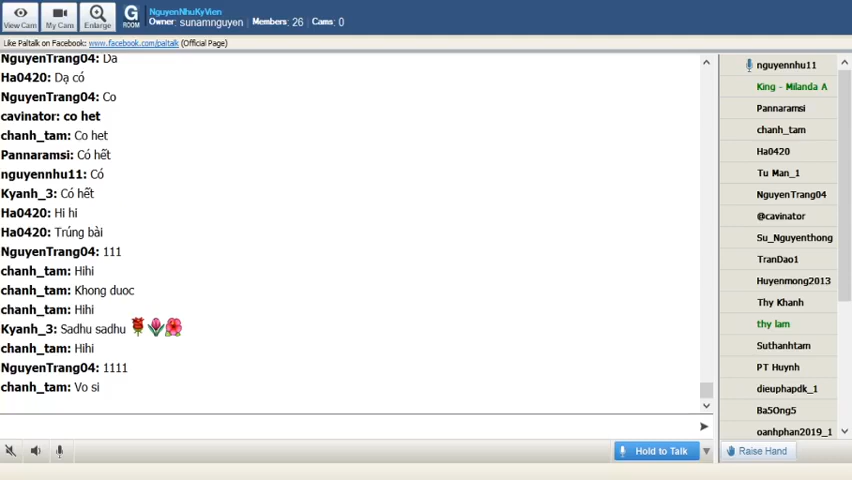 View Cam
My Cam
Enlarge
G
ROOM
NguyenNhuKyVien
Owner: sunamnguyen Members: 26 Cams: 0
Like Paltalk on Facebook: www.facebook.com/paltalk (Official Page)
NguyenTrang04: Da
Ha0420: Dạ có
NguyenTrang04: Co
cavinator: co het
chanh_tam: Co het
Pannaramsi: Có hết
nguyennhu11: Có
Kyanh_3: Có hết
Ha0420: Hi hi
Ha0420: Trúng bài
NguyenTrang04: 111
chanh_tam: Hihi
chanh_tam: Khong duoc
chanh_tam: Hihi
Kyanh_3: Sadhu sadhu
chanh_tam: Hihi
NguyenTrang04: 1111
chanh_tam: Vo si
nguyennhu11
King - Milanda A
Pannaramsi
chanh_tam
Ha0420
Tu Man_1
NguyenTrang04
@cavinator
Su_Nguyenthong
TranDao1
Huyenmong2013
Thy Khanh
thy lam
Suthanhtam
PT Huynh
dieuphapdk_1
Ba5Ong5
oanhphan2019_1
Hold to Talk
Raise Hand